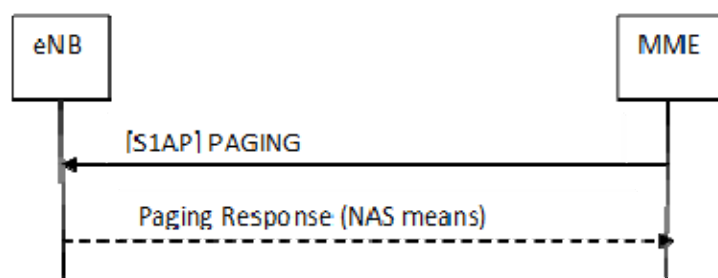 eNB
MME
[S1AP] PAGING
Paging Response (NAS means)